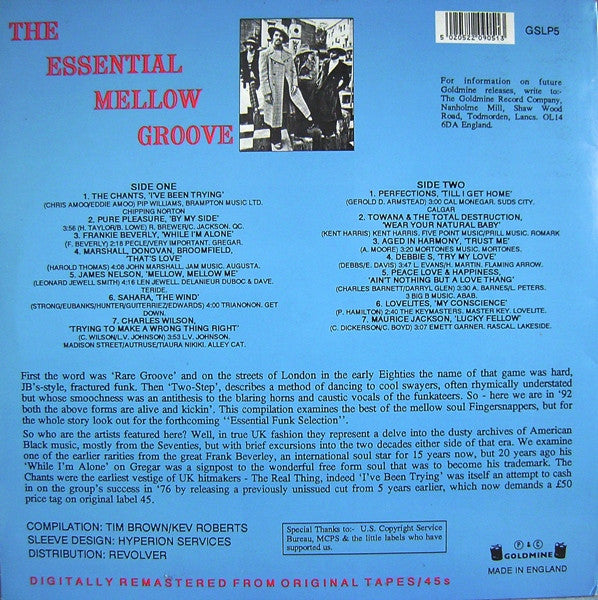 THE
ESSENTIAL
MELLOW
GROOVE
5 020522 090513
GSLP5
For information on future
Goldmine releases, write to:-
The Goldmine Record Company,
Nanholme Mill, Shaw Wood
Road, Todmorden, Lancs. OL14
6DA England.
SIDE ONE
1. THE CHANTS, 'I'VE BEEN TRYING'
(CHRIS AMOO/EDDIE AMOO) PIP WILLIAMS, BRAMPTON MUSIC LTD.
CHIPPING NORTON
2. PURE PLEASURE, 'BY MY SIDE'
3:56 (H. TAYLOR/B. LOWE) R. BREWER/C. JACKSON. QC.
3. FRANKIE BEVERLY, 'WHILE I'M ALONE'
(F. BEVERLY) 2:18 PECLE/VERY IMPORTANT. GREGAR.
4. MARSHALL, DONOVAN, BROOMFIELD,
'THAT'S LOVE'
(HAROLD THOMAS) 4:08 JOHN MARSHALL, JAM MUSIC. AUGUSTA.
5. JAMES NELSON, 'MELLOW, MELLOW ME'
(LEONARD JEWELL SMITH) 4:16 LEN JEWELL. DELANIEUR DUBOC & DAVE.
TERIDE.
6. SAHARA, 'THE WIND'
(STRONG/EUBANKS/HUNTER/GUITERRIEZ/EDWARDS) 4:00 TRIANONON. GET
DOWN.
7. CHARLES WILSON,
'TRYING TO MAKE A WRONG THING RIGHT'
(C. WILSON/L.V. JOHNSON) 3:53 L.V. JOHNSON.
MADISON STREET/AUTRUSE/TIAURA NIKKI. ALLEY CAT.
SIDE TWO
1. PERFECTIONS, 'TILL I GET HOME'
(GEROLD D. ARMSTEAD) 3:00 CAL MONEGAR. SUDS CITY.
CALGAR
2. TOWANA & THE TOTAL DESTRUCTION,
'WEAR YOUR NATURAL BABY'
(KENT HARRIS) KENT HARRIS. FIVE POINT MUSIC/PRILL MUSIC. ROMARK
3. AGED IN HARMONY, 'TRUST ME'
(A. MOORE) 3:20 MORTONES MUSIC. MORTONES.
4. DEBBIE S, 'TRY MY LOVE'
(DEBBS/E. DAVIS) 3:47 L. EVANS/H. MARTIN. FLAMING ARROW.
5. PEACE LOVE & HAPPINESS,
'AIN'T NOTHING BUT A LOVE THANG'
(CHARLES BARNETT/DARRYL GLEN) 3:30 A. BARNES/L. PETERS.
3 BIG B MUSIC. ABAB.
6. LOVELITES, 'MY CONSCIENCE'
(P. HAMILTON) 2:40 THE KEYMASTERS. MASTER KEY. LOVELITE.
7. MAURICE JACKSON, 'LUCKY FELLOW'
(C. DICKERSON/C. BOYD) 3:07 EMETT GARNER. RASCAL. LAKESIDE.
First the word was 'Rare Groove' and on the streets of London in the early Eighties the name of that game was hard,
JB's-style, fractured funk. Then 'Two-Step', describes a method of dancing to cool swayers, often rhymically understated
but whose smoochness was an antithesis to the blaring horns and caustic vocals of the funkateers. So - here we are in '92
both the above forms are alive and kickin'. This compilation examines the best of the mellow soul Fingersnappers, but for
the whole story look out for the forthcoming "Essential Funk Selection".
So who are the artists featured here? Well, in true UK fashion they represent a delve into the dusty archives of American
Black music, mostly from the Seventies, but with brief excursions into the two decades either side of that era. We examine
one of the earlier rarities from the great Frank Beverley, an international soul star for 15 years now, but 20 years ago his
'While I'm Alone' on Gregar was a signpost to the wonderful free form soul that was to become his trademark. The
Chants were the earliest vestige of UK hitmakers - The Real Thing, indeed 'I've Been Trying' was itself an attempt to cash
in on the group's success in '76 by releasing a previously unissued cut from 5 years earlier, which now demands a £50
price tag on original label 45.
COMPILATION: TIM BROWN/KEV ROBERTS
SLEEVE DESIGN: HYPERION SERVICES
DISTRIBUTION: REVOLVER
Special Thanks to:- U.S. Copyright Service
Bureau, MCPS & the little labels who have
supported us.
P & C
GOLDMINE
MADE IN ENGLAND
DIGITALLY REMASTERED FROM ORIGINAL TAPES/45s